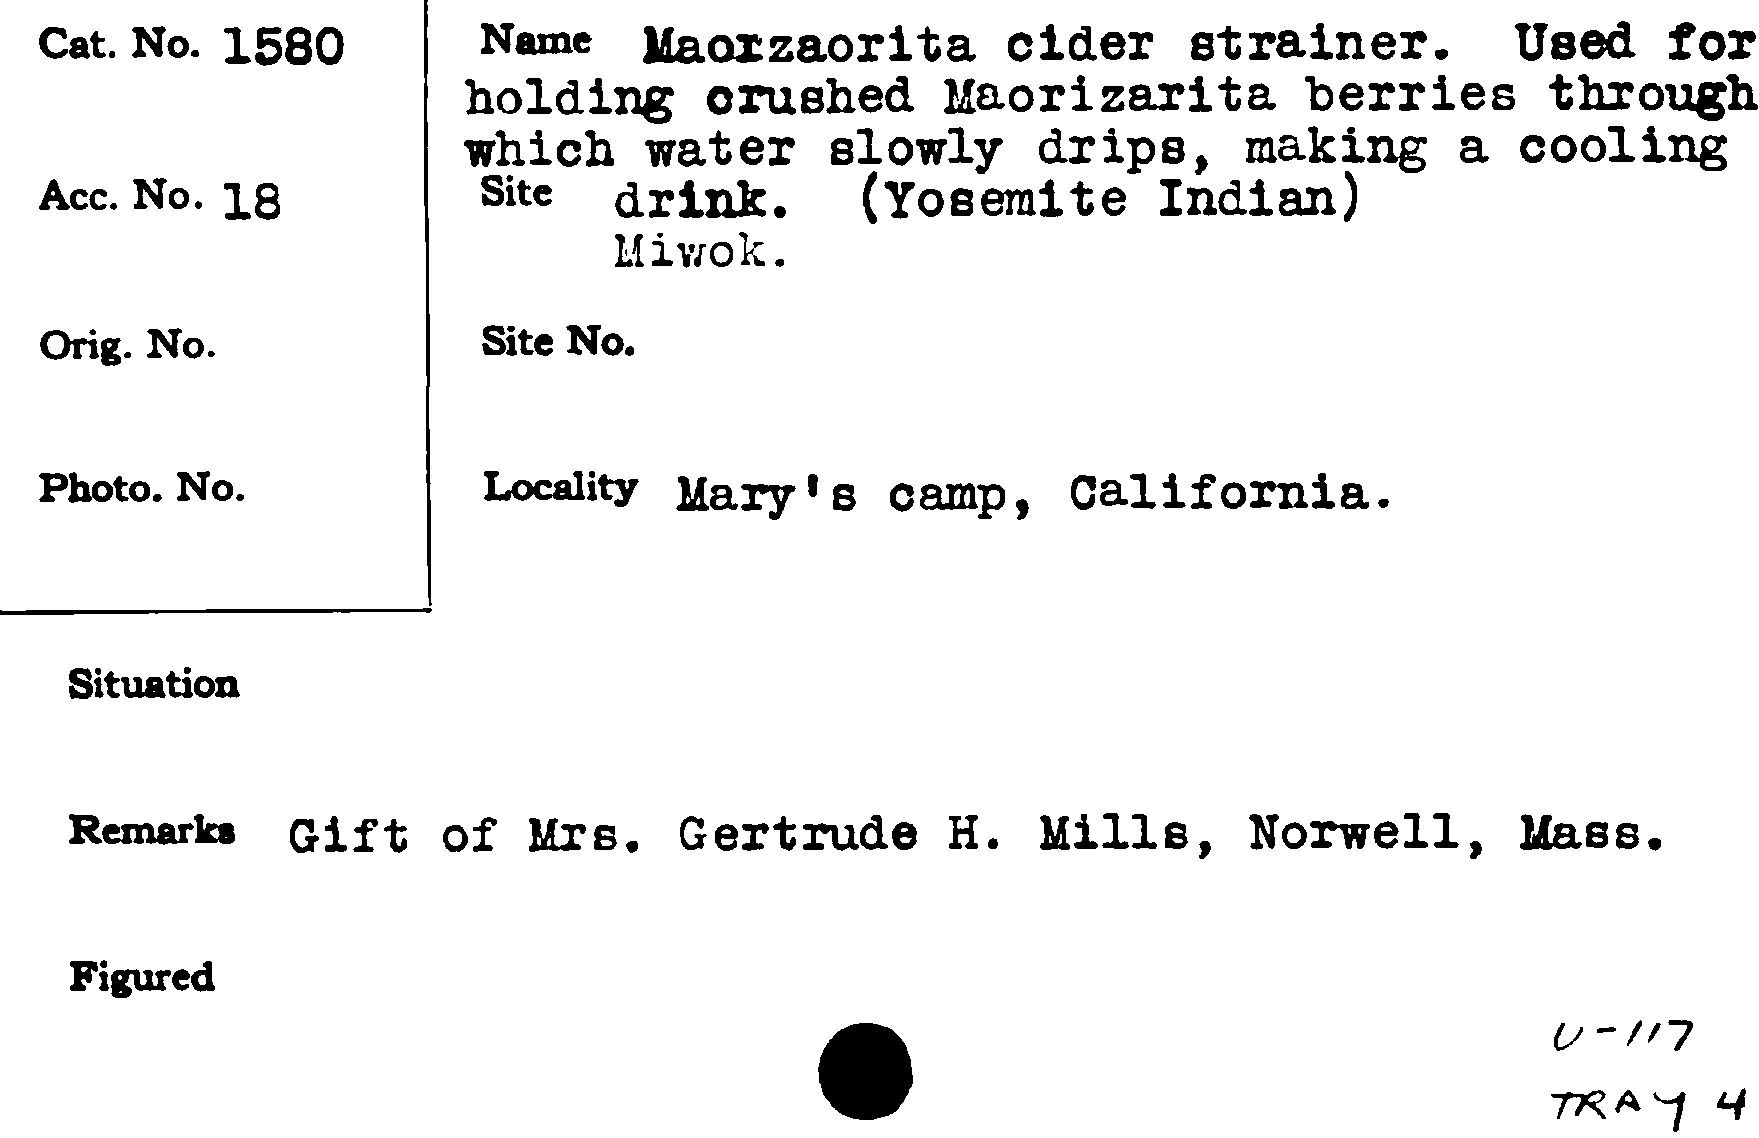 Cat. No. 1580
Name Maorzaorita cider strainer. Used for
holding crushed Maorizarita berries through
which water slowly drips, making a cooling
Acc. No. 18
Site drink. (Yosemite Indian)
Miwok.
Orig. No.
Site No.
Photo. No.
Locality Mary's camp, California.
Situation
Remarks Gift of Mrs. Gertrude H. Mills, Norwell, Mass.
Figured
U-117
TRAY 4